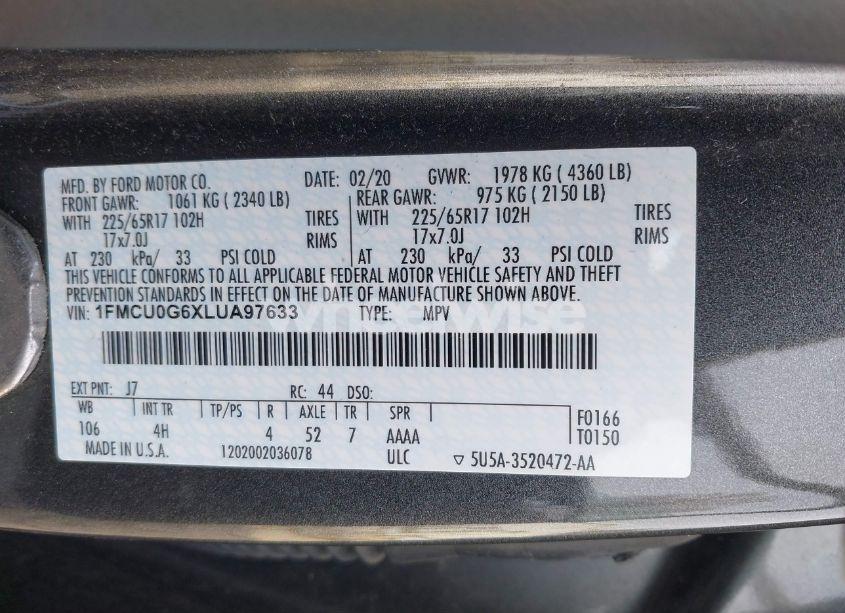 MFD. BY FORD MOTOR CO. DATE: 02/20 GVWR: 1978 KG ( 4360 LB)
FRONT GAWR: 1061 KG ( 2340 LB) REAR GAWR: 975 KG ( 2150 LB)
WITH 225/65R17 102H TIRES WITH 225/65R17 102H TIRES
17x7.0J RIMS 17x7.0J RIMS
AT 230 kPa/ 33 PSI COLD AT 230 kPa/ 33 PSI COLD
THIS VEHICLE CONFORMS TO ALL APPLICABLE FEDERAL MOTOR VEHICLE SAFETY AND THEFT
PREVENTION STANDARDS IN EFFECT ON THE DATE OF MANUFACTURE SHOWN ABOVE.
VIN: 1FMCU0G6XLUA97633 TYPE: MPV
wheelwise
EXT PNT: J7 RC: 44 DSO:
WB INT TR TP/PS R AXLE TR SPR F0166
106 4H 4 52 7 AAAA T0150
MADE IN U.S.A. 1202002036078 ULC ▽ 5U5A-3520472-AA